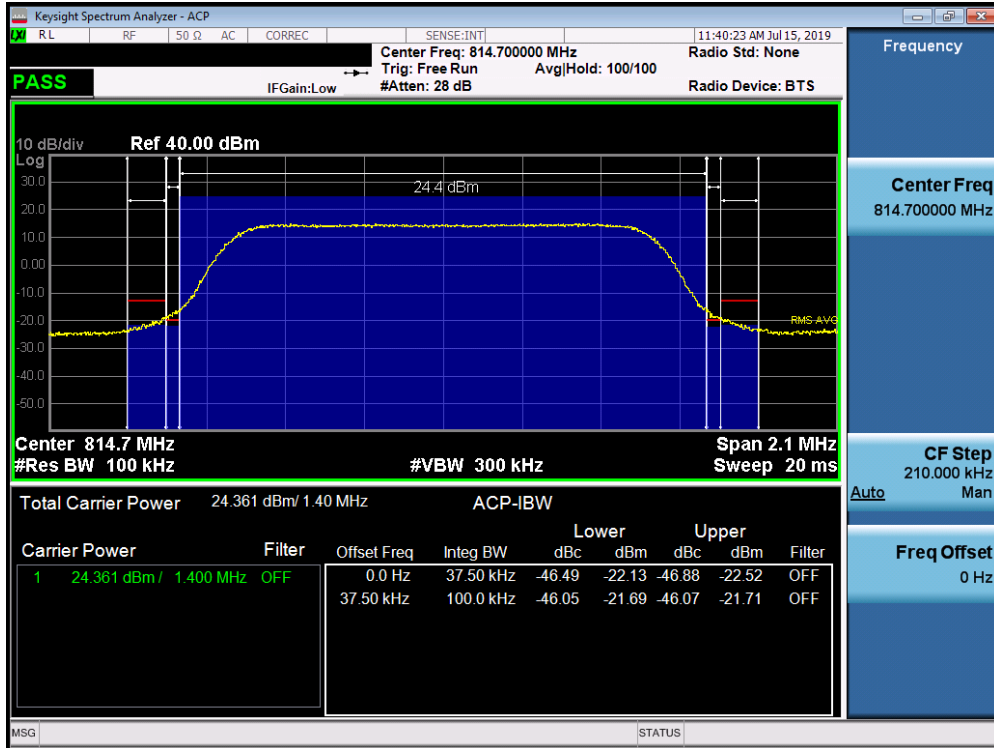 Keysight Spectrum Analyzer - ACP
LXI RL RF 50 Ω AC CORREC SENSE:INT 11:40:23 AM Jul 15, 2019
Center Freq: 814.700000 MHz Radio Std: None
Trig: Free Run Avg|Hold: 100/100
PASS IFGain:Low #Atten: 28 dB Radio Device: BTS
10 dB/div Ref 40.00 dBm
Log
30.0
24.4 dBm
20.0
10.0
0.00
-10.0
-20.0
RMS AVG
-30.0
-40.0
-50.0
Center 814.7 MHz Span 2.1 MHz
#Res BW 100 kHz #VBW 300 kHz Sweep 20 ms
Total Carrier Power 24.361 dBm/ 1.40 MHz ACP-IBW
Lower Upper
Carrier Power Filter Offset Freq Integ BW dBc dBm dBc dBm Filter
1 24.361 dBm / 1.400 MHz OFF 0.0 Hz 37.50 kHz -46.49 -22.13 -46.88 -22.52 OFF
37.50 kHz 100.0 kHz -46.05 -21.69 -46.07 -21.71 OFF
Frequency
Center Freq
814.700000 MHz
CF Step
210.000 kHz
Auto Man
Freq Offset
0 Hz
MSG STATUS